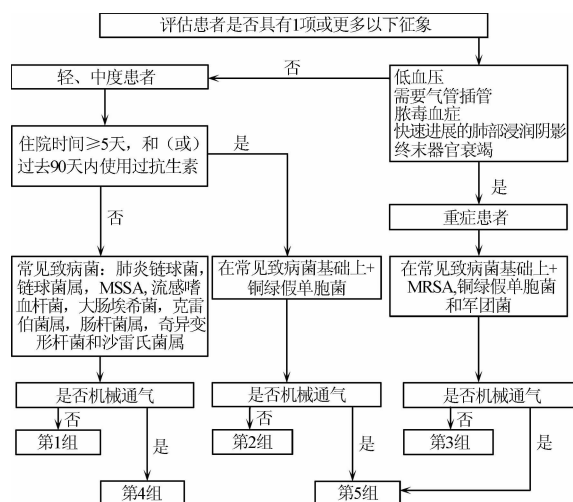 评估患者是否具有1项或更多以下征象
否
轻、中度患者
低血压
需要气管插管
脓毒血症
快速进展的肺部浸润阴影
终末器官衰竭
住院时间≥5天，和（或）
过去90天内使用过抗生素
是
是
否
重症患者
常见致病菌：肺炎链球菌，
链球菌属，MSSA，流感嗜
血杆菌，大肠埃希菌，克雷
伯菌属，肠杆菌属，奇异变
形杆菌和沙雷氏菌属
在常见致病菌基础上+
铜绿假单胞菌
在常见致病菌基础上+
MRSA,铜绿假单胞菌
和军团菌
是否机械通气
是否机械通气
是否机械通气
否
是
否
是
否
是
第1组
第2组
第3组
第4组
第5组